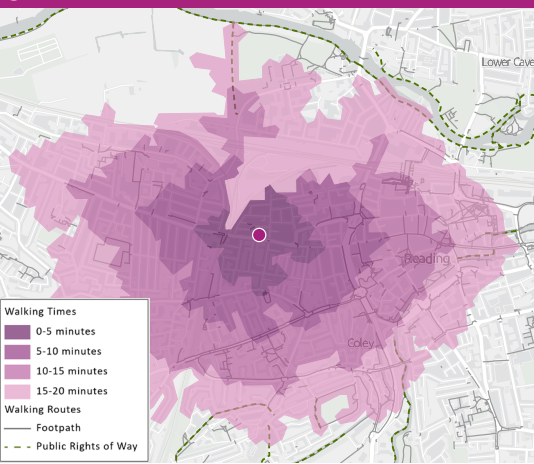 Lower Cave
Reading
Coley
Walking Times
0-5 minutes
5-10 minutes
10-15 minutes
15-20 minutes
Walking Routes
Footpath
Public Rights of Way